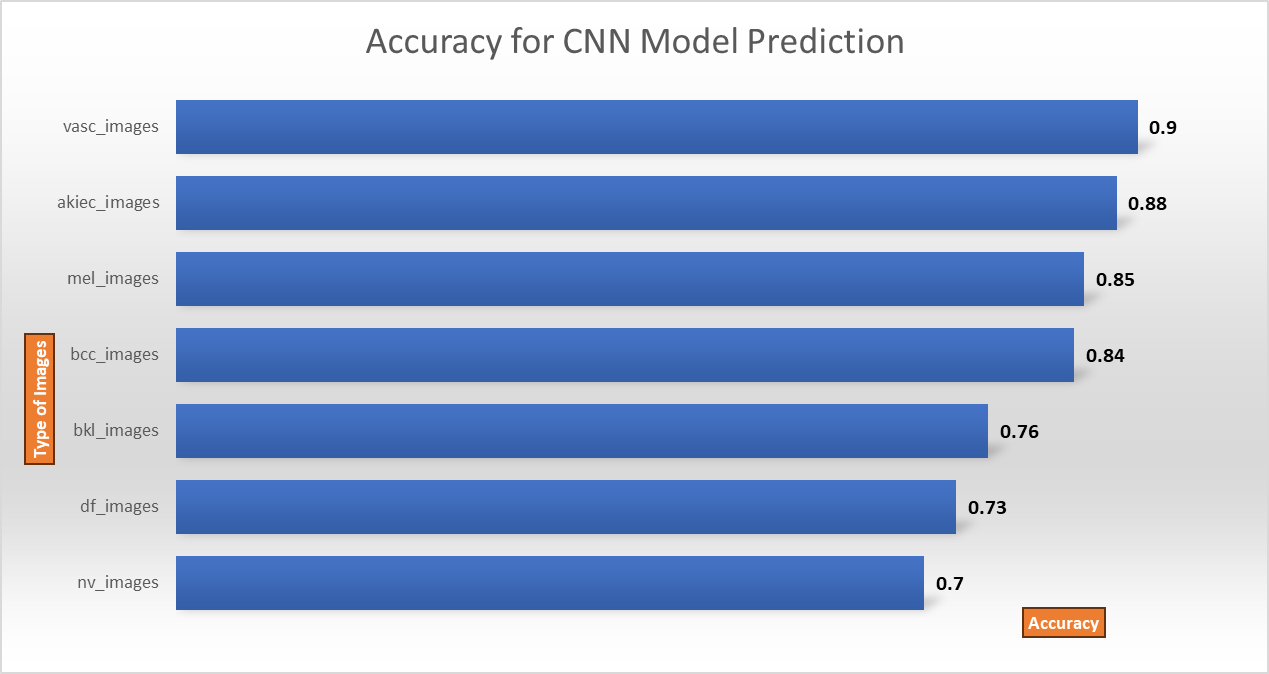 Accuracy for CNN Model Prediction
vasc_images
0.9
akiec_images
0.88
mel_images
0.85
bcc_images
0.84
bkl_images
0.76
df_images
0.73
nv_images
0.7
Type of Images
Accuracy